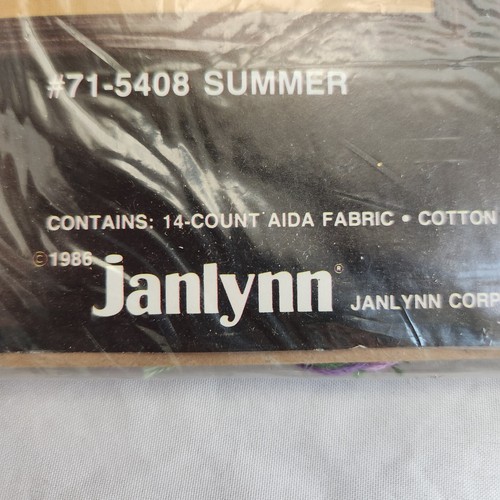 #71-5408 SUMMER
CONTAINS: 14-COUNT AIDA FABRIC • COTTON
©1986
Janlynn® JANLYNN CORP